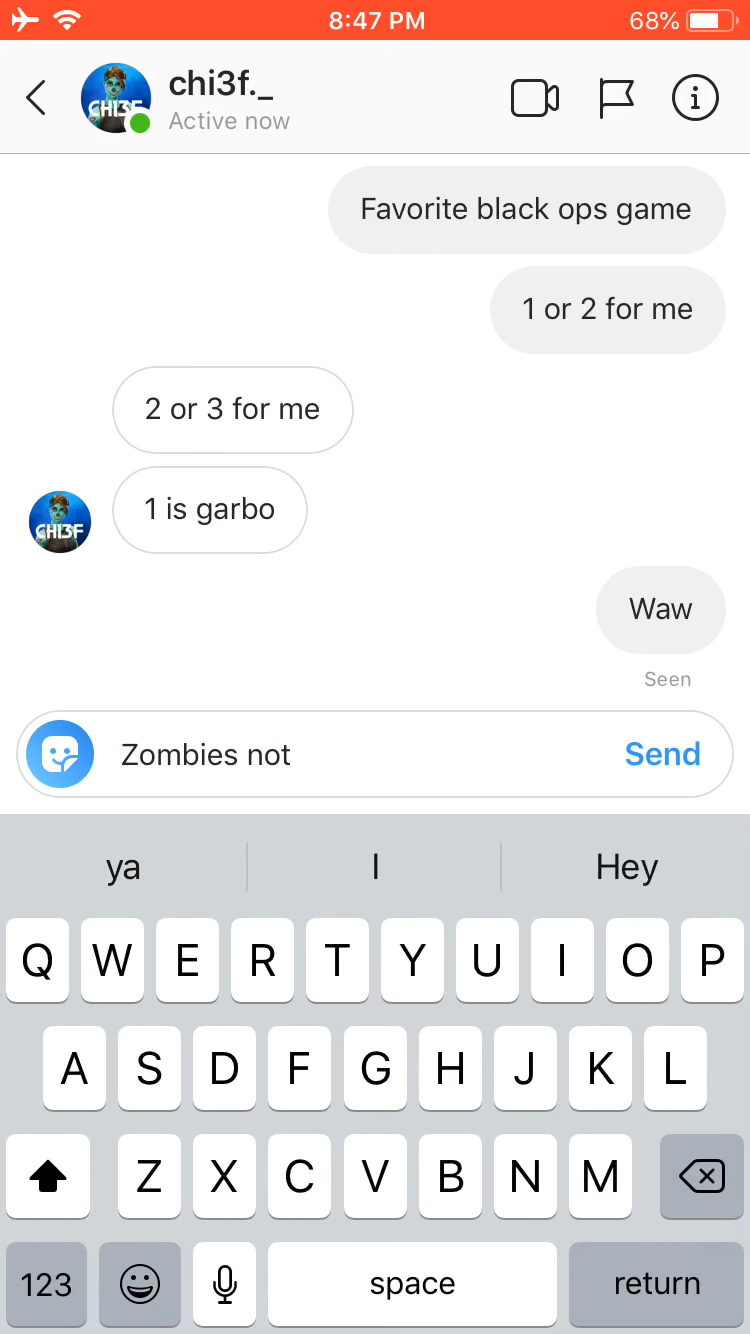 8:47 PM
68%
CHI3F
chi3f._
Active now
Favorite black ops game
1 or 2 for me
2 or 3 for me
1 is garbo
CHI3F
Waw
Seen
Zombies not
Send
ya
I
Hey
Q W E R T Y U I O P
A S D F G H J K L
Z X C V B N M
123
space
return